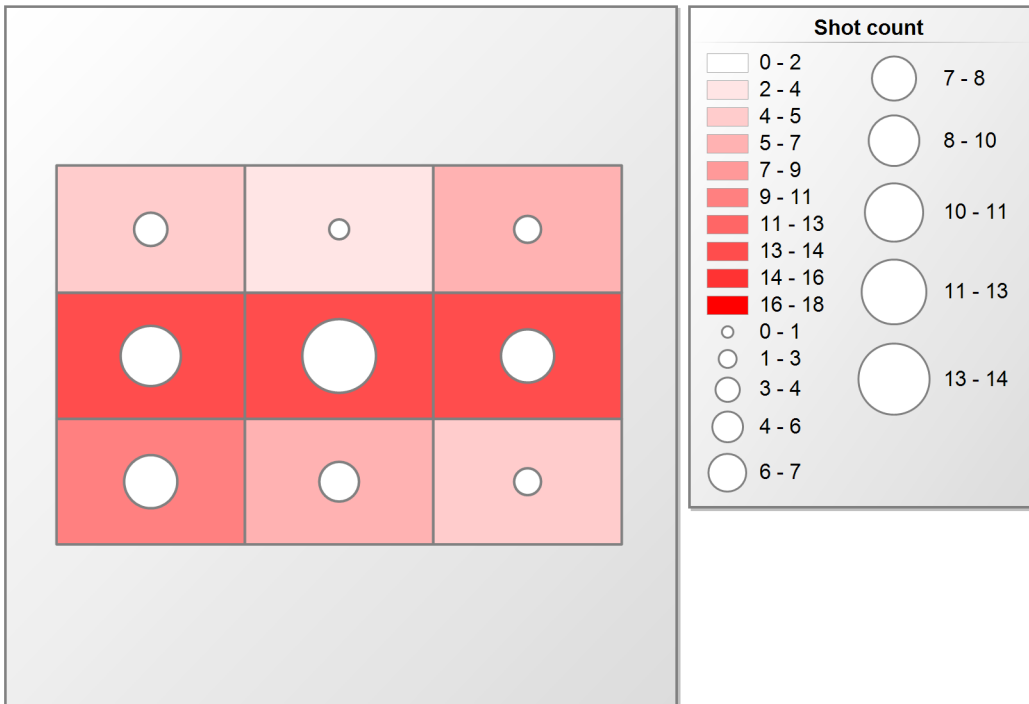 Shot count
0 - 2
2 - 4
4 - 5
5 - 7
7 - 9
9 - 11
11 - 13
13 - 14
14 - 16
16 - 18
0 - 1
1 - 3
3 - 4
4 - 6
6 - 7
7 - 8
8 - 10
10 - 11
11 - 13
13 - 14